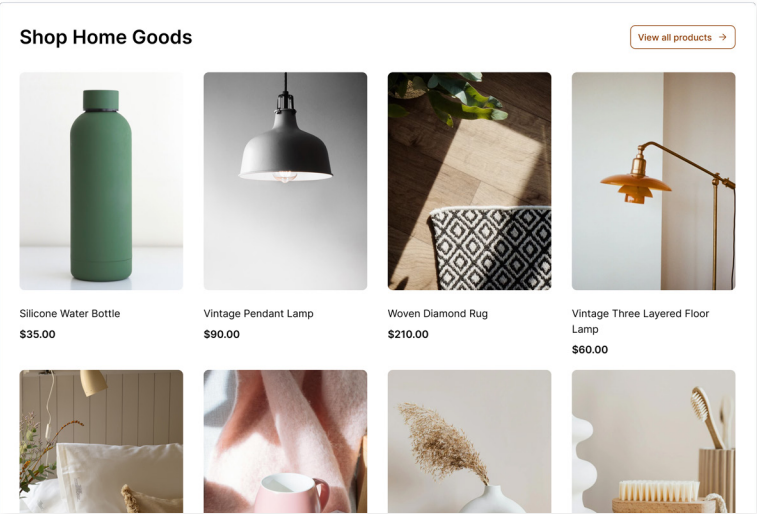 Shop Home Goods
View all products →
Silicone Water Bottle
$35.00
Vintage Pendant Lamp
$90.00
Woven Diamond Rug
$210.00
Vintage Three Layered Floor
Lamp
$60.00